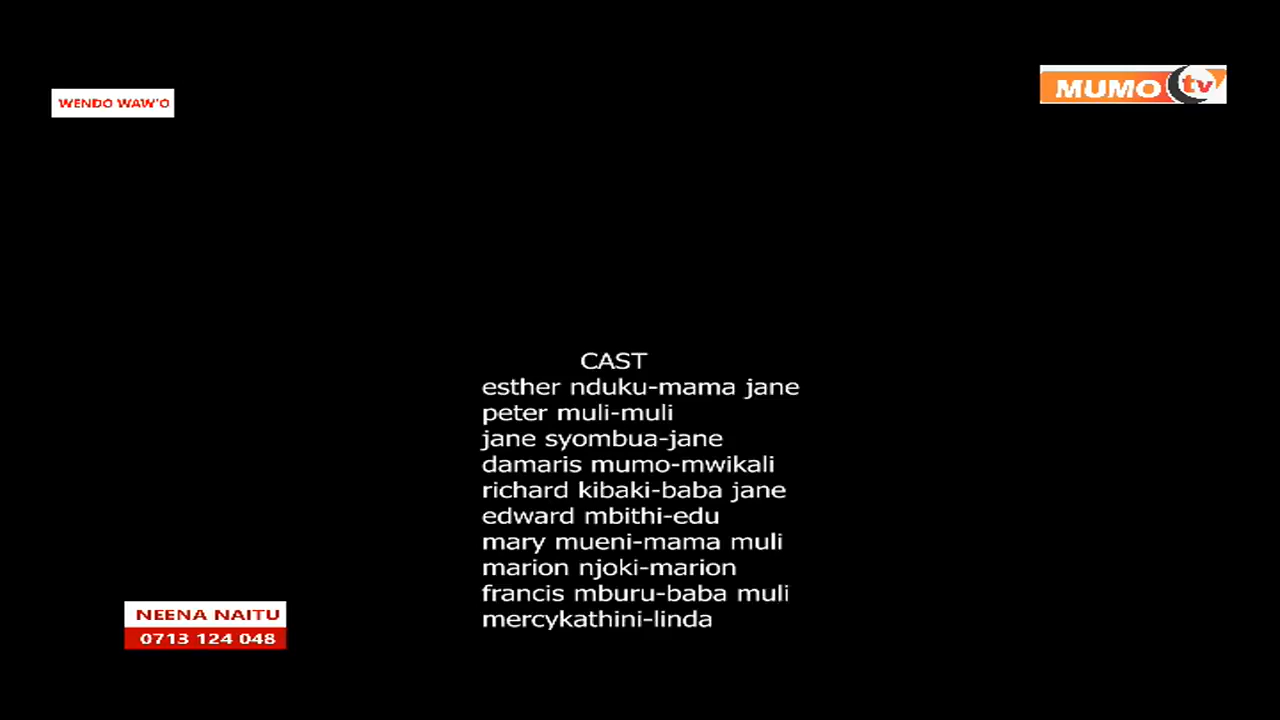 WENDO WAW'O
MUMO tv
CAST
esther nduku-mama jane
peter muli-muli
jane syombua-jane
damaris mumo-mwikali
richard kibaki-baba jane
edward mbithi-edu
mary mueni-mama muli
marion njoki-marion
francis mburu-baba muli
mercykathini-linda
NEENA NAITU
0713 124 048